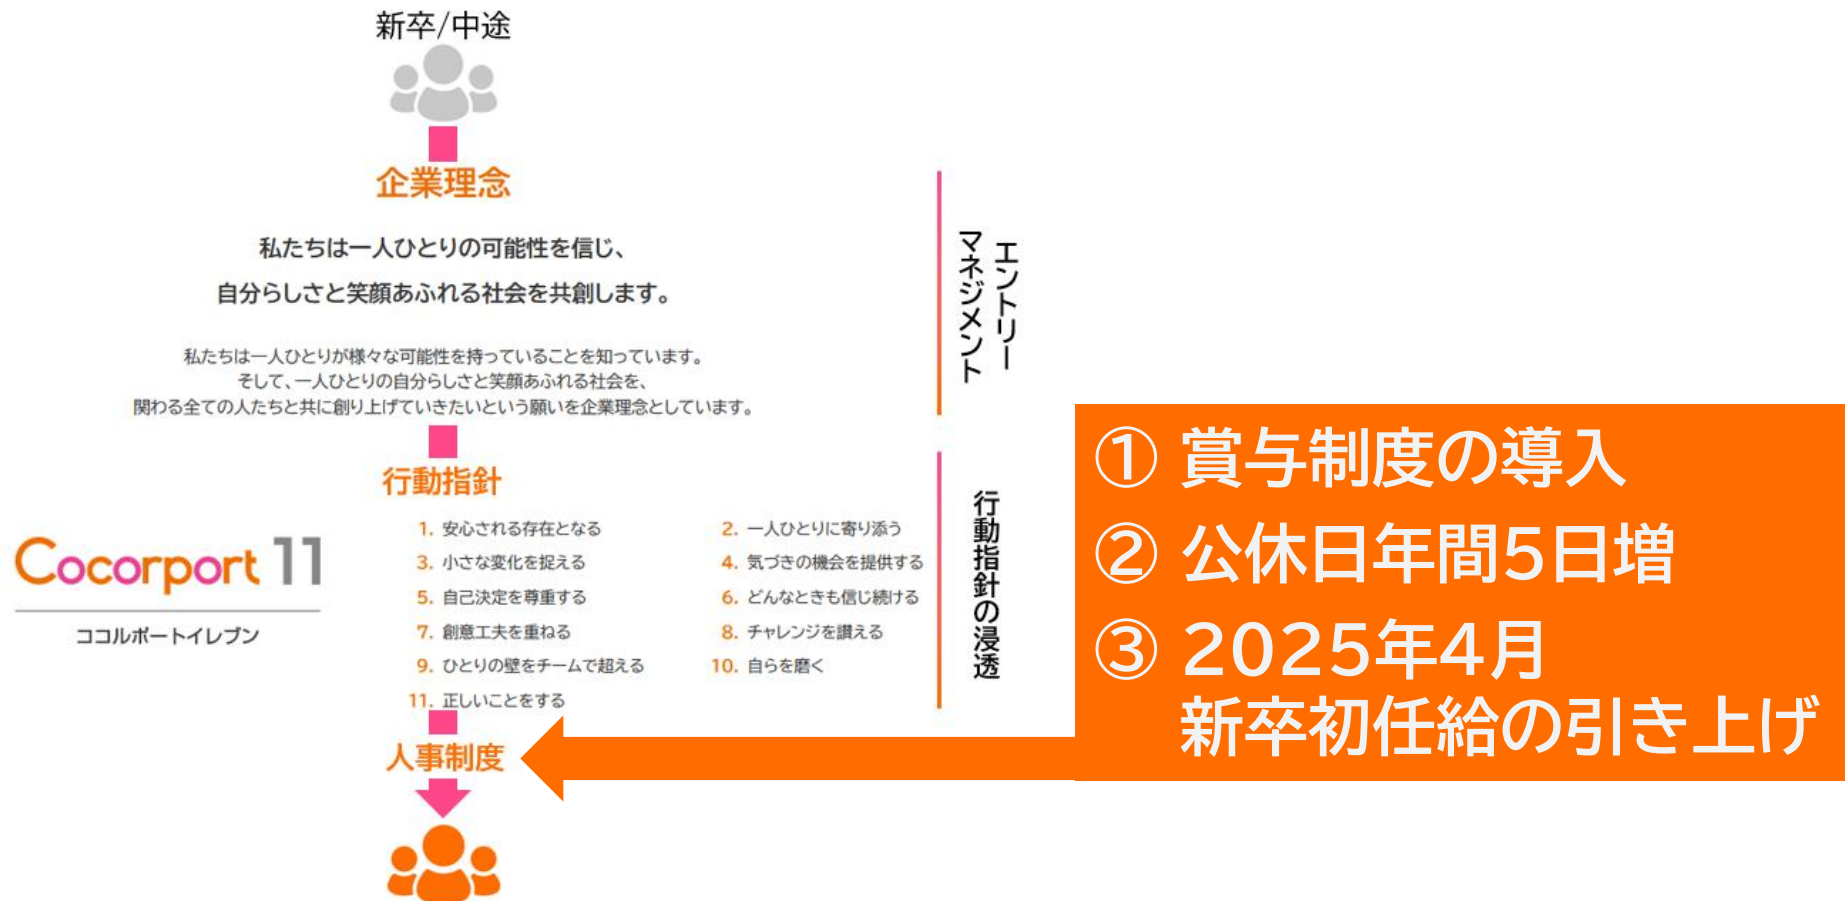 新卒/中途
企業理念
私たちは一人ひとりの可能性を信じ、
自分らしさと笑顔あふれる社会を共創します。
私たちは一人ひとりが様々な可能性を持っていることを知っています。
そして、一人ひとりの自分らしさと笑顔あふれる社会を、
関わる全ての人たちと共に創り上げていきたいという願いを企業理念としています。
エントリー
マネジメント
行動指針
Cocorport 11
ココルポートイレブン
1. 安心される存在となる
2. 一人ひとりに寄り添う
3. 小さな変化を捉える
4. 気づきの機会を提供する
5. 自己決定を尊重する
6. どんなときも信じ続ける
7. 創意工夫を重ねる
8. チャレンジを讃える
9. ひとりの壁をチームで超える
10. 自らを磨く
11. 正しいことをする
行動指針の浸透
人事制度
① 賞与制度の導入
② 公休日年間5日増
③ 2025年4月
新卒初任給の引き上げ